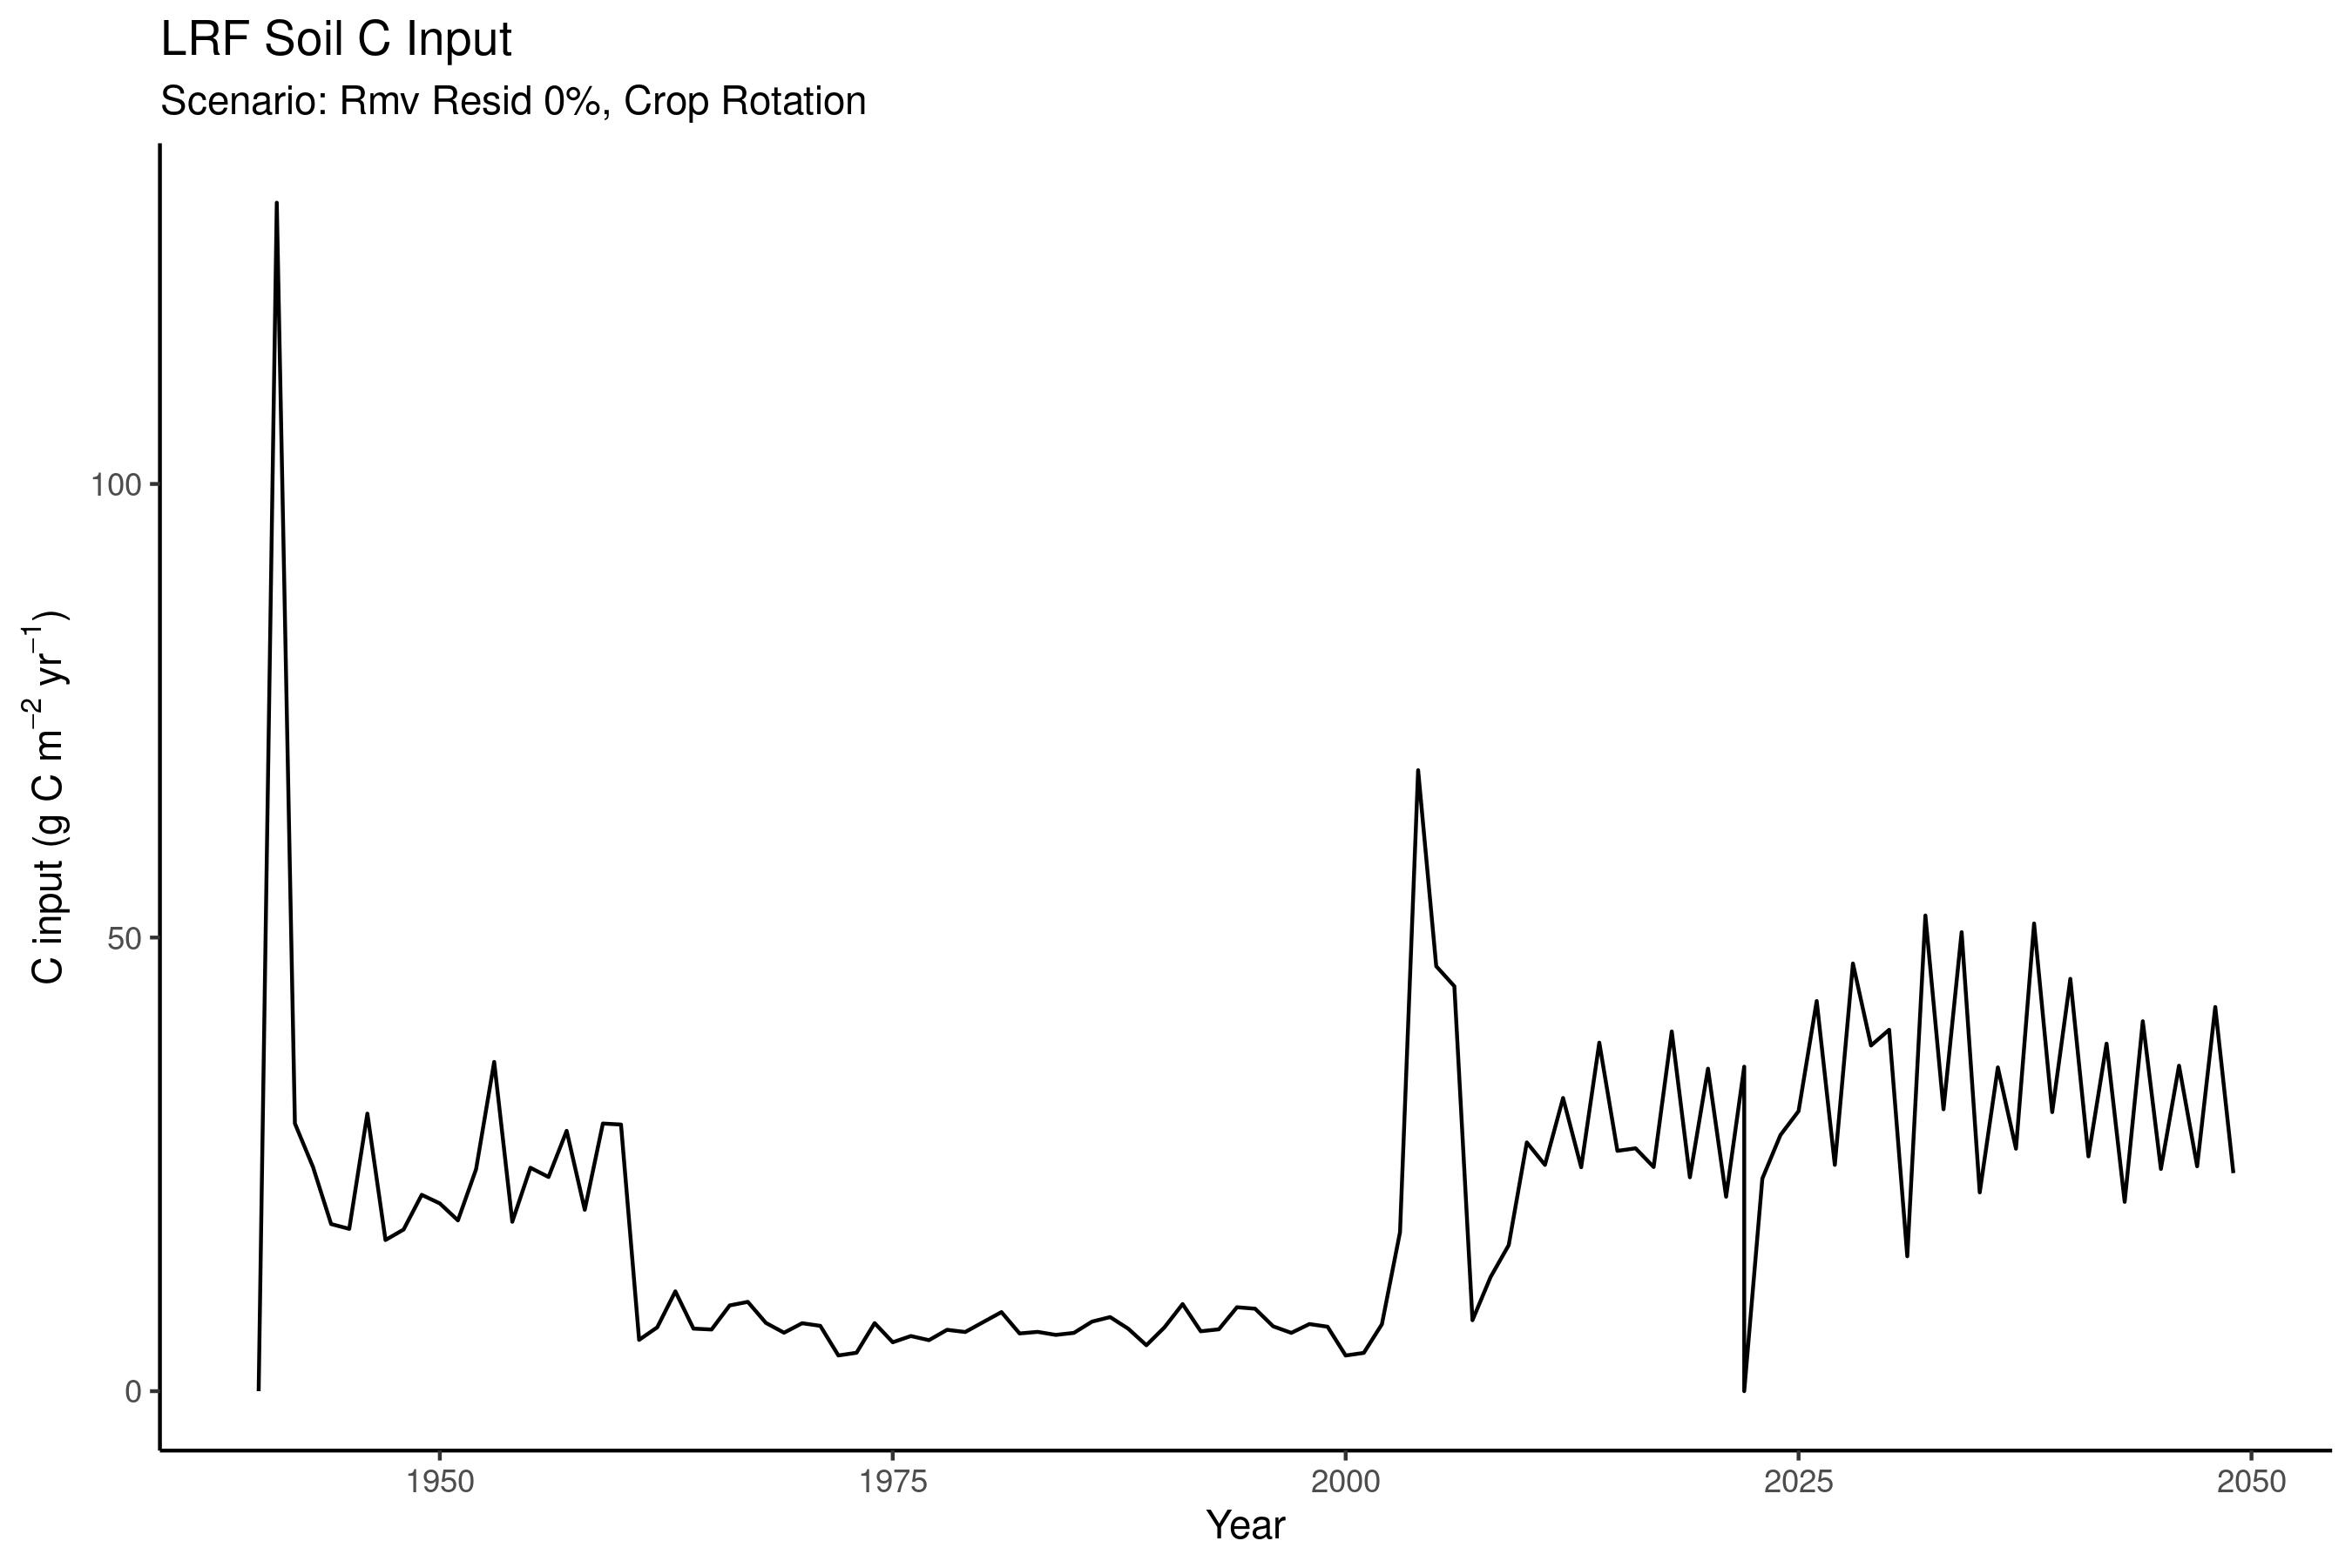 LRF Soil C Input
Scenario: Rmv Resid 0%, Crop Rotation
C input (g C m⁻² yr⁻¹)
100
50
0
1950 1975 2000 2025 2050
Year